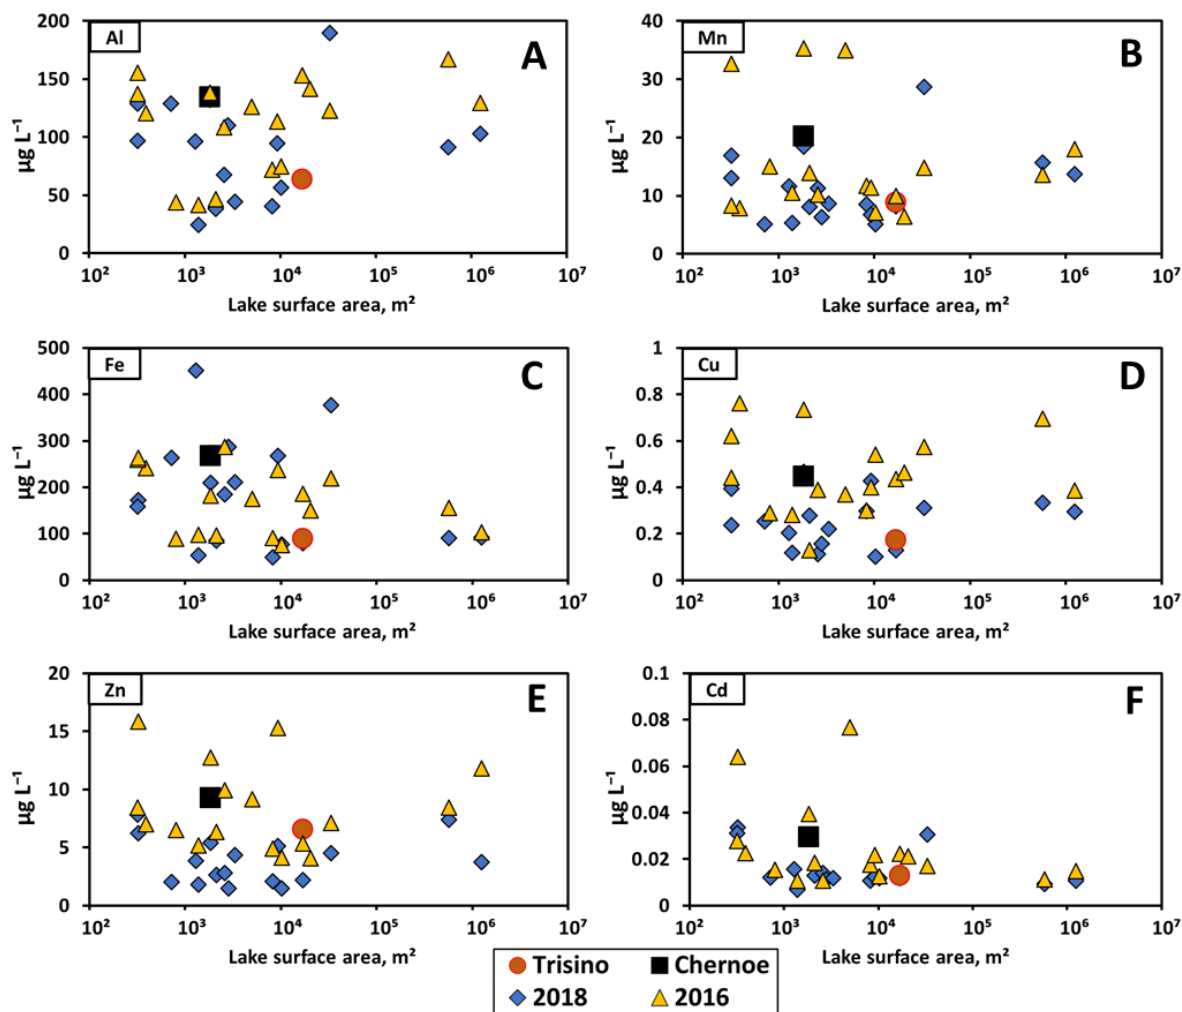 Al
A
200
150
100
50
0
µg L⁻¹
10² 10³ 10⁴ 10⁵ 10⁶ 10⁷
Lake surface area, m²
Mn
B
40
30
20
10
0
µg L⁻¹
10² 10³ 10⁴ 10⁵ 10⁶ 10⁷
Lake surface area, m²
Fe
C
500
400
300
200
100
0
µg L⁻¹
10² 10³ 10⁴ 10⁵ 10⁶ 10⁷
Lake surface area, m²
Cu
D
1
0.8
0.6
0.4
0.2
0
µg L⁻¹
10² 10³ 10⁴ 10⁵ 10⁶ 10⁷
Lake surface area, m²
Zn
E
20
15
10
5
0
µg L⁻¹
10² 10³ 10⁴ 10⁵ 10⁶ 10⁷
Lake surface area, m²
Cd
F
0.1
0.08
0.06
0.04
0.02
0
µg L⁻¹
10² 10³ 10⁴ 10⁵ 10⁶ 10⁷
Lake surface area, m²
Trisino Chernoe
2018 2016